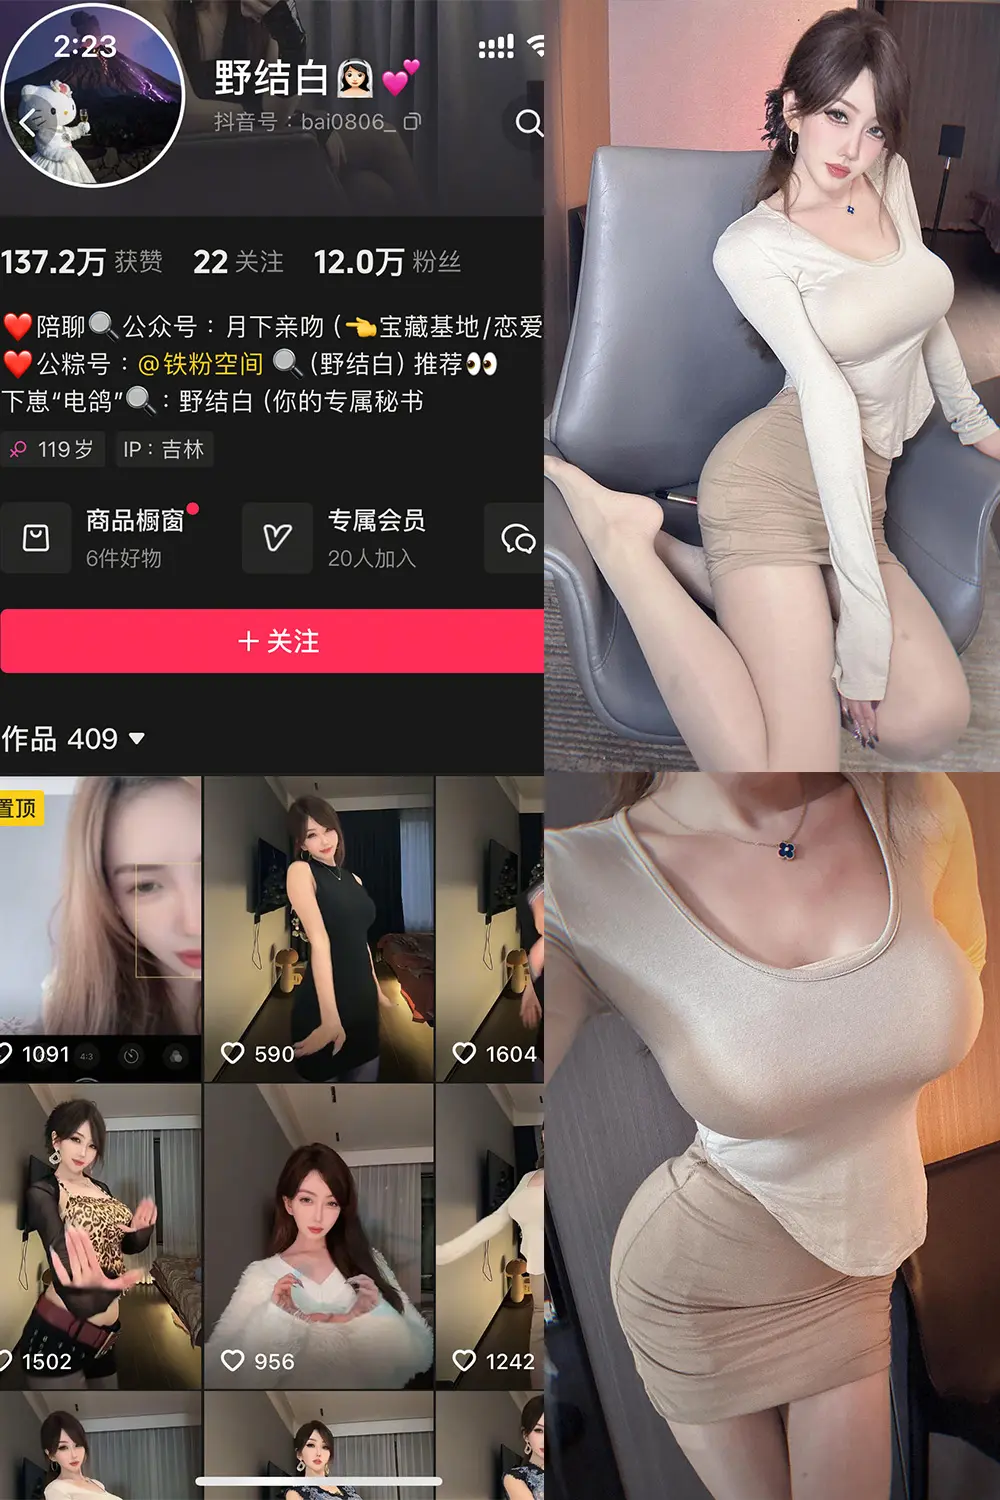 2:23
野结白👰🏻‍♀️💕
抖音号：bai0806_
137.2万 获赞 22 关注 12.0万 粉丝
❤️陪聊🔍公众号：月下亲吻（👈宝藏基地/恋爱
❤️公粽号：@铁粉空间 🔍（野结白）推荐👀
下崽“电鸽”🔍：野结白（你的专属秘书
119岁 IP：吉林
商品橱窗 专属会员
6件好物 20人加入
＋关注
作品 409
置顶
4:3
1091 590 1604
1502 956 1242